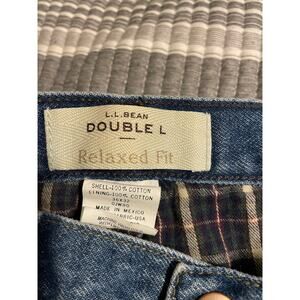 L.L.BEAN
DOUBLE L
Relaxed Fit
SHELL-100% COTTON
LINING-100% COTTON
MADE IN MEXICO